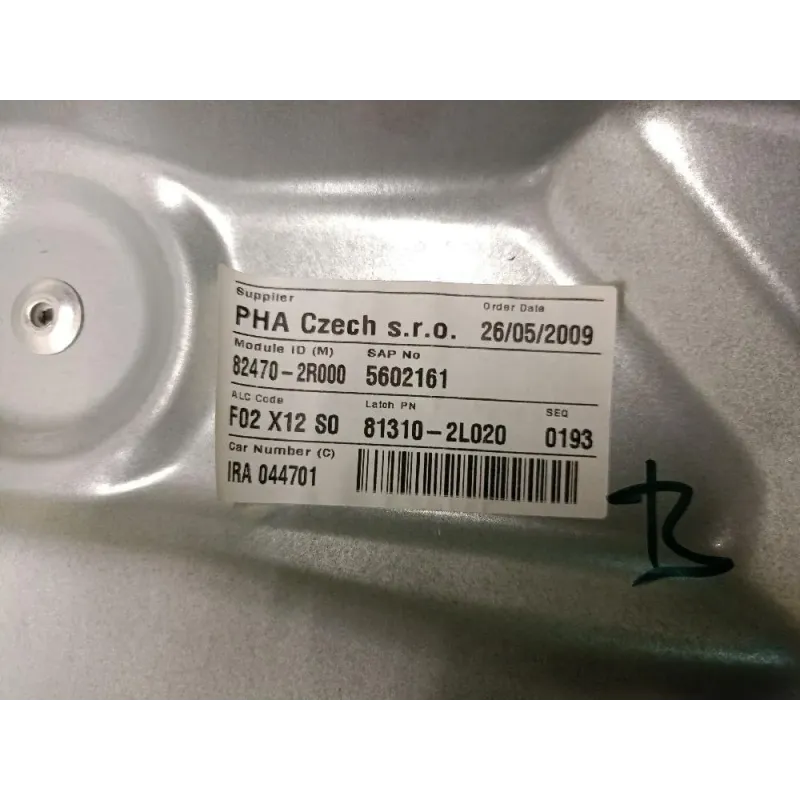 Supplier
Order Date
PHA Czech s.r.o. 26/05/2009
Module ID (M) SAP No
82470-2R000 5602161
ALC Code Latch PN SEQ
F02 X12 S0 81310-2L020 0193
Car Number (C)
IRA 044701